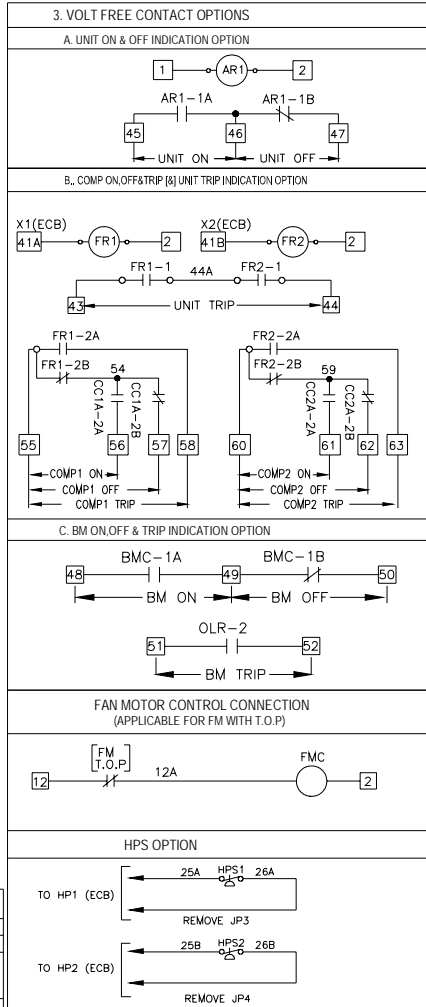 3. VOLT FREE CONTACT OPTIONS
A. UNIT ON & OFF INDICATION OPTION
1 AR1 2
AR1-1A AR1-1B
45 46 47
UNIT ON UNIT OFF
B,. COMP ON,OFF&TRIP [&] UNIT TRIP INDICATION OPTION
X1(ECB) X2(ECB)
41A FR1 2 41B FR2 2
FR1-1 44A FR2-1
43 UNIT TRIP 44
FR1-2A FR2-2A
FR1-2B 54 FR2-2B 59
CC1A-2A CC1A-2B CC2A-2A CC2A-2B
55 56 57 58 60 61 62 63
COMP1 ON COMP2 ON
COMP1 OFF COMP2 OFF
COMP1 TRIP COMP2 TRIP
C. BM ON,OFF & TRIP INDICATION OPTION
BMC-1A BMC-1B
48 49 50
BM ON BM OFF
OLR-2
51 52
BM TRIP
FAN MOTOR CONTROL CONNECTION
(APPLICABLE FOR FM WITH T.O.P)
FM
T.O.P FMC
12 12A 2
HPS OPTION
25A HPS1 26A
TO HP1 (ECB)
REMOVE JP3
25B HPS2 26B
TO HP2 (ECB)
REMOVE JP4